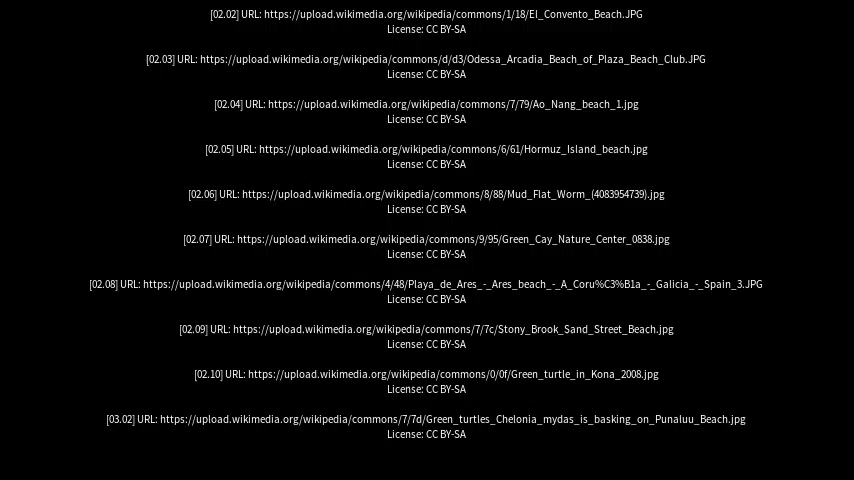 [02.02] URL: https://upload.wikimedia.org/wikipedia/commons/1/18/El_Convento_Beach.JPG
License: CC BY-SA
[02.03] URL: https://upload.wikimedia.org/wikipedia/commons/d/d3/Odessa_Arcadia_Beach_of_Plaza_Beach_Club.JPG
License: CC BY-SA
[02.04] URL: https://upload.wikimedia.org/wikipedia/commons/7/79/Ao_Nang_beach_1.jpg
License: CC BY-SA
[02.05] URL: https://upload.wikimedia.org/wikipedia/commons/6/61/Hormuz_Island_beach.jpg
License: CC BY-SA
[02.06] URL: https://upload.wikimedia.org/wikipedia/commons/8/88/Mud_Flat_Worm_(4083954739).jpg
License: CC BY-SA
[02.07] URL: https://upload.wikimedia.org/wikipedia/commons/9/95/Green_Cay_Nature_Center_0838.jpg
License: CC BY-SA
[02.08] URL: https://upload.wikimedia.org/wikipedia/commons/4/48/Playa_de_Ares_-_Ares_beach_-_A_Coru%C3%B1a_-_Galicia_-_Spain_3.JPG
License: CC BY-SA
[02.09] URL: https://upload.wikimedia.org/wikipedia/commons/7/7c/Stony_Brook_Sand_Street_Beach.jpg
License: CC BY-SA
[02.10] URL: https://upload.wikimedia.org/wikipedia/commons/0/0f/Green_turtle_in_Kona_2008.jpg
License: CC BY-SA
[03.02] URL: https://upload.wikimedia.org/wikipedia/commons/7/7d/Green_turtles_Chelonia_mydas_is_basking_on_Punaluu_Beach.jpg
License: CC BY-SA